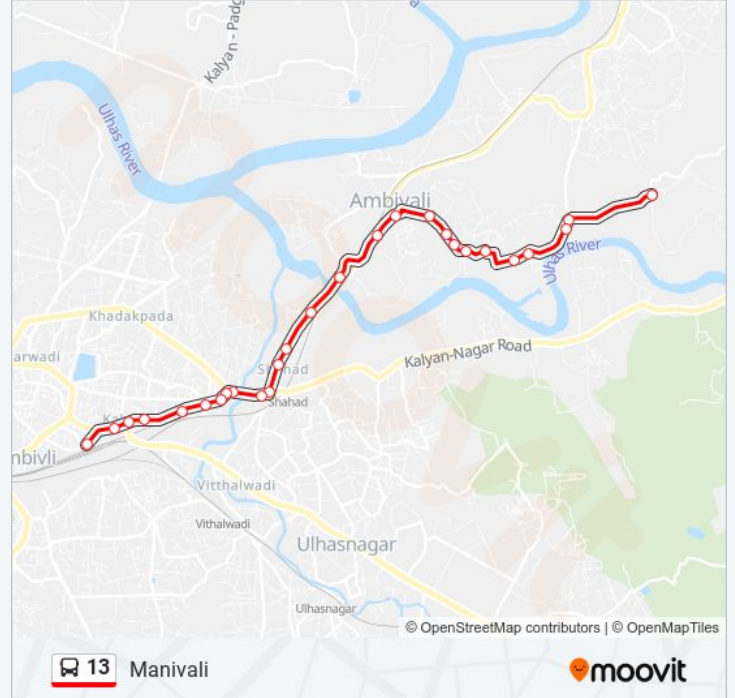 Kalyan - Padg
Ulhas River
Ambivali
Ulhas River
Khadakpada
arwadi
Kalyan-Nagar Road
Shahad
Shahad
Kal
mbivli
Vitthalwadi
Vithalwadi
Ulhasnagar
Ulhasnagar
© OpenStreetMap contributors | © OpenMapTiles
13 Manivali
moovit